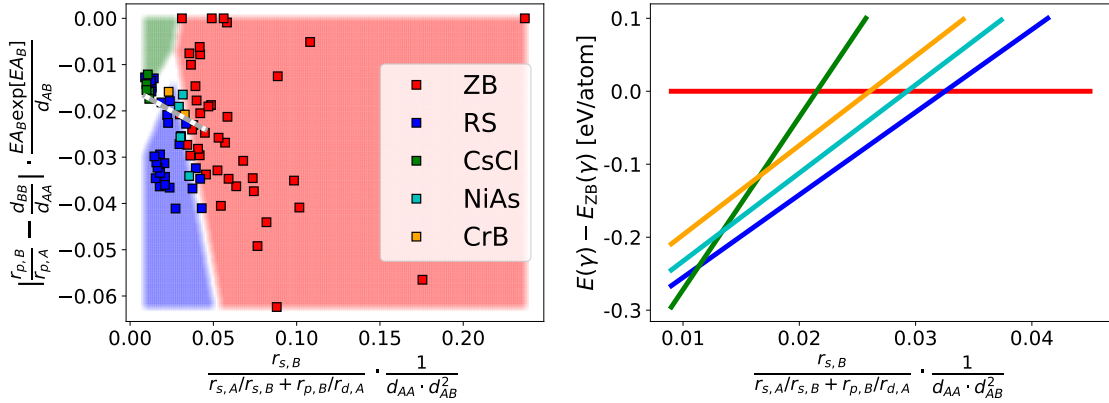 |r_{p,B}/r_{p,A} − d_{BB}/d_{AA}| · EA_B exp[EA_B]/d_{AB}
0.00
−0.01
−0.02
−0.03
−0.04
−0.05
−0.06
ZB
RS
CsCl
NiAs
CrB
0.00 0.05 0.10 0.15 0.20
r_{s,B}/(r_{s,A}/r_{s,B} + r_{p,B}/r_{d,A}) · 1/(d_{AA} · d_{AB}^2)
E(γ) − E_{ZB}(γ) [eV/atom]
0.1
0.0
-0.1
-0.2
-0.3
0.01 0.02 0.03 0.04
r_{s,B}/(r_{s,A}/r_{s,B} + r_{p,B}/r_{d,A}) · 1/(d_{AA} · d_{AB}^2)